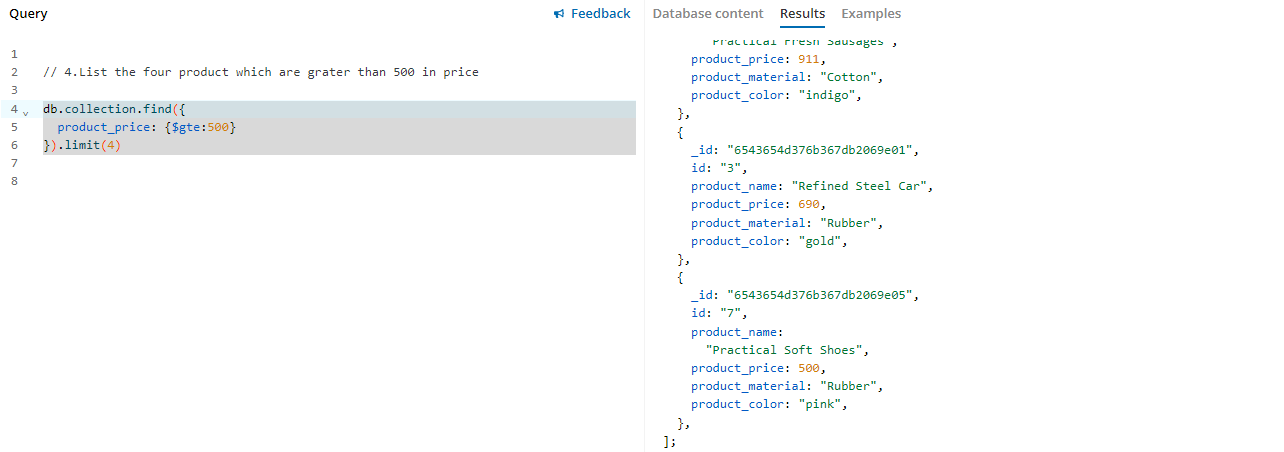 Query
Feedback
Database content
Results
Examples
1
2 // 4.List the four product which are grater than 500 in price
3
4 db.collection.find({
5 product_price: {$gte:500}
6 }).limit(4)
7
8
"Practical Fresh Sausages",
product_price: 911,
product_material: "Cotton",
product_color: "indigo",
},
{
_id: "6543654d376b367db2069e01",
id: "3",
product_name: "Refined Steel Car",
product_price: 690,
product_material: "Rubber",
product_color: "gold",
},
{
_id: "6543654d376b367db2069e05",
id: "7",
product_name:
"Practical Soft Shoes",
product_price: 500,
product_material: "Rubber",
product_color: "pink",
},
];